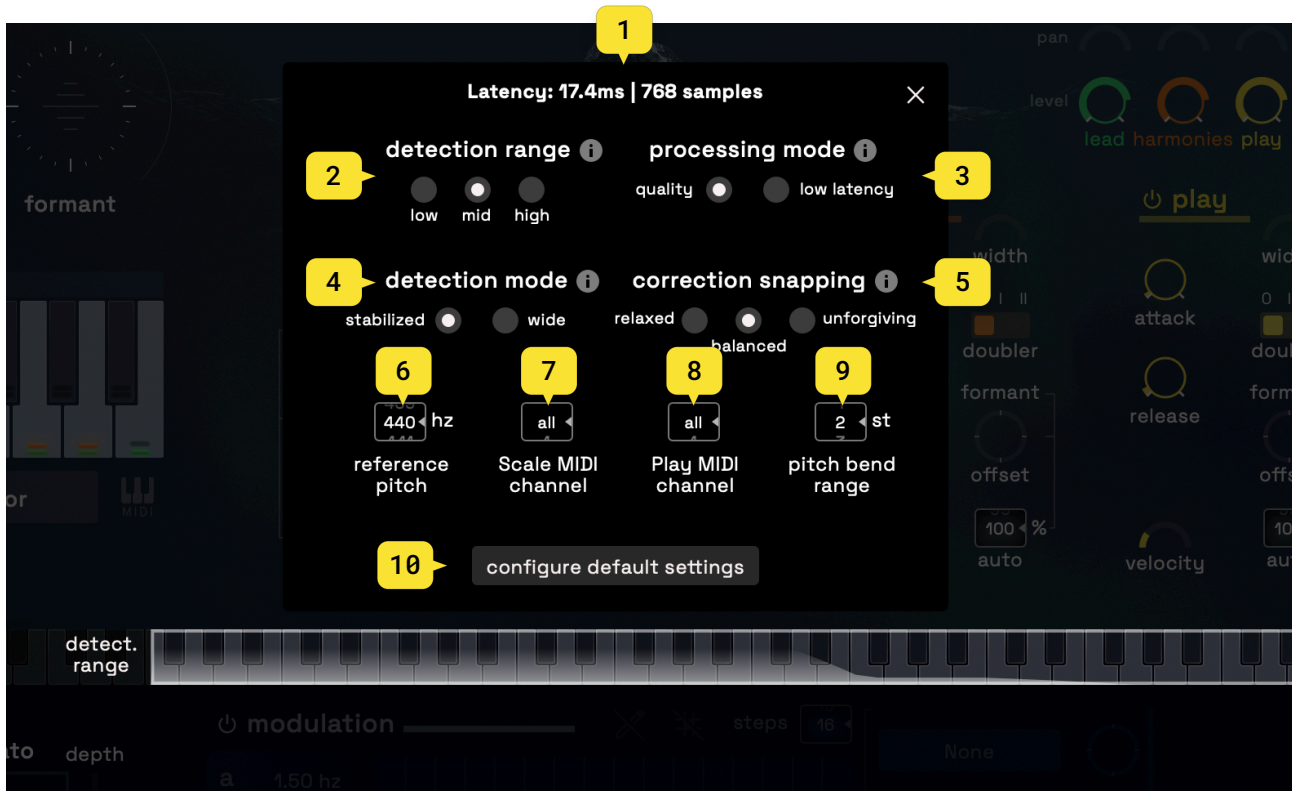 1
pan
Latency: 17.4ms | 768 samples
level
lead harmonies play
detection range i
processing mode i
2
3
quality
low latency
low mid high
formant
play
width
4
detection mode i
correction snapping i
5
stabilized
wide
relaxed
balanced
unforgiving
I II
0 I
attack
doubler
6
7
8
9
formant
440 hz
all
all
2 st
release
reference
pitch
Scale MIDI
channel
Play MIDI
channel
pitch bend
range
offset
MIDI
100 %
auto
velocity
10
configure default settings
detect.
range
modulation
steps 16
depth
None
a 1.50 hz